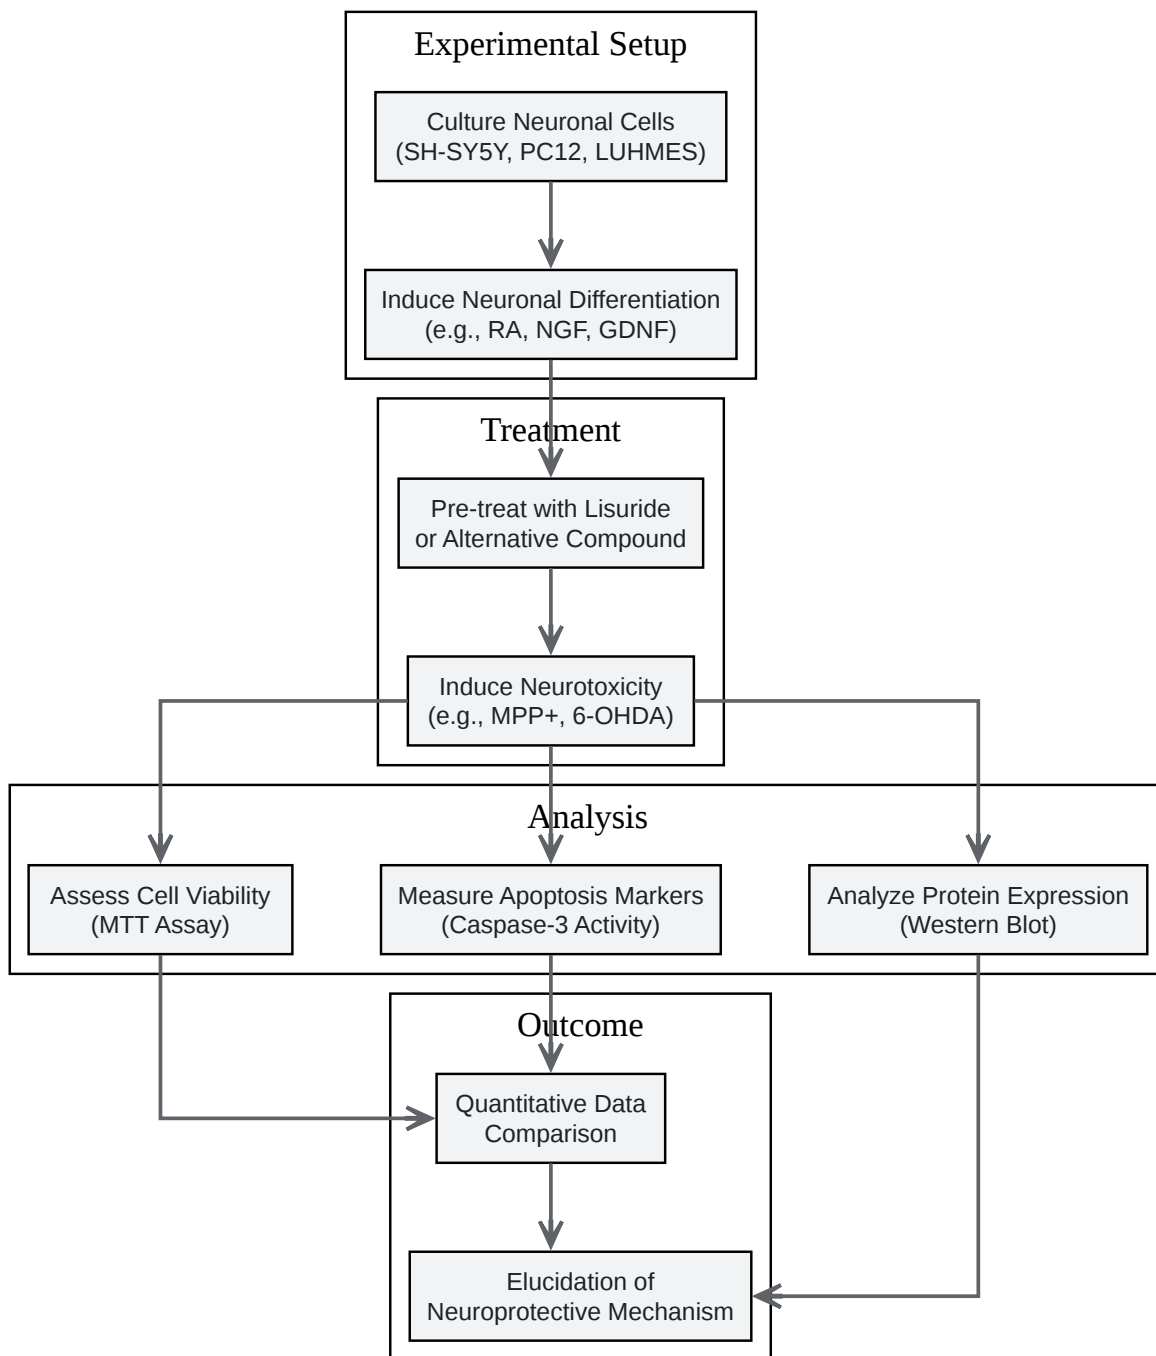 Experimental Setup
Culture Neuronal Cells
(SH-SY5Y, PC12, LUHMES)
Induce Neuronal Differentiation
(e.g., RA, NGF, GDNF)
Treatment
Pre-treat with Lisuride
or Alternative Compound
Induce Neurotoxicity
(e.g., MPP+, 6-OHDA)
Analysis
Assess Cell Viability
(MTT Assay)
Measure Apoptosis Markers
(Caspase-3 Activity)
Analyze Protein Expression
(Western Blot)
Outcome
Quantitative Data
Comparison
Elucidation of
Neuroprotective Mechanism